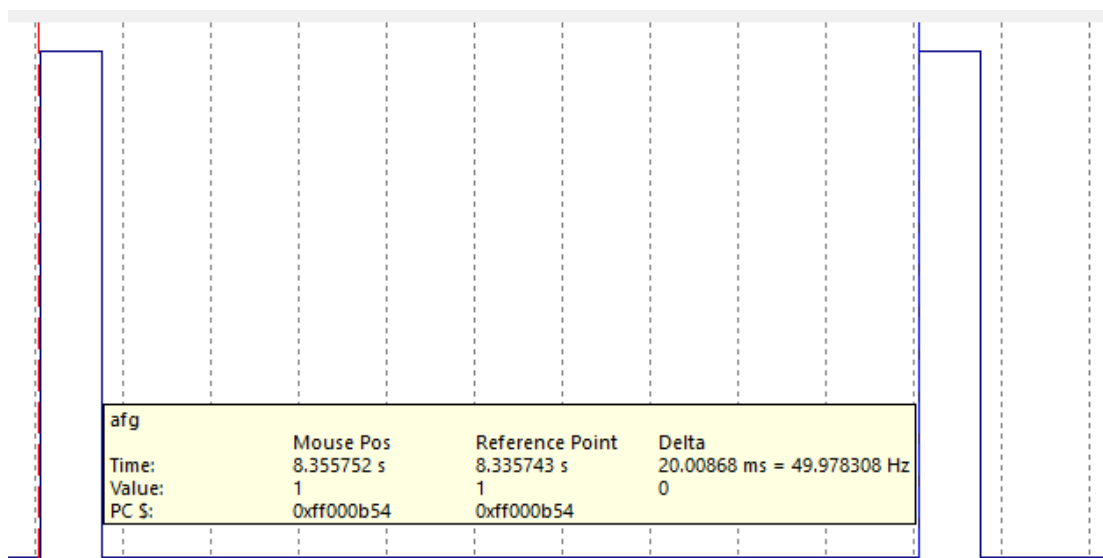 afg
Mouse Pos Reference Point Delta
Time: 8.355752 s 8.335743 s 20.00868 ms = 49.978308 Hz
Value: 1 1 0
PC $: 0xff000b54 0xff000b54